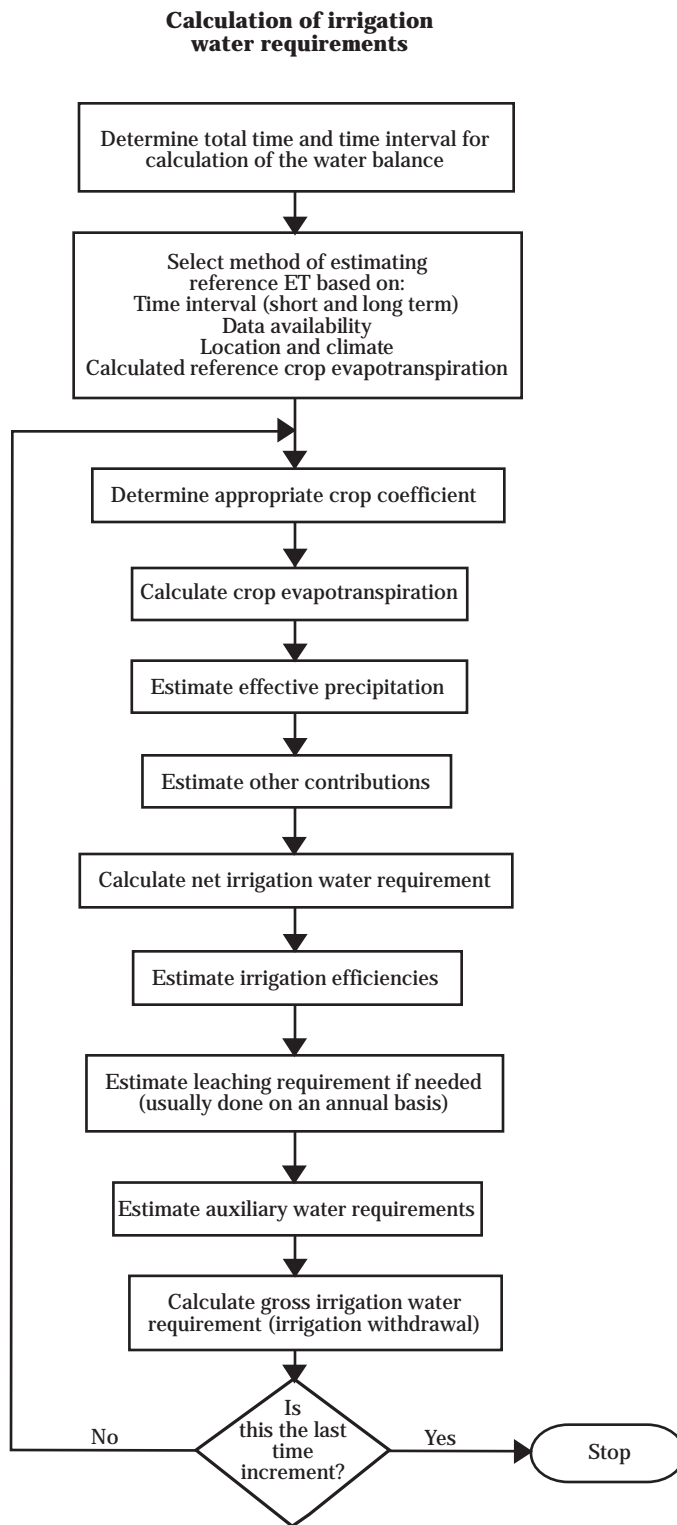 Calculation of irrigation
water requirements
Determine total time and time interval for
calculation of the water balance
Select method of estimating
reference ET based on:
Time interval (short and long term)
Data availability
Location and climate
Calculated reference crop evapotranspiration
Determine appropriate crop coefficient
Calculate crop evapotranspiration
Estimate effective precipitation
Estimate other contributions
Calculate net irrigation water requirement
Estimate irrigation efficiencies
Estimate leaching requirement if needed
(usually done on an annual basis)
Estimate auxiliary water requirements
Calculate gross irrigation water
requirement (irrigation withdrawal)
Is
this the last
time
increment?
No
Yes
Stop